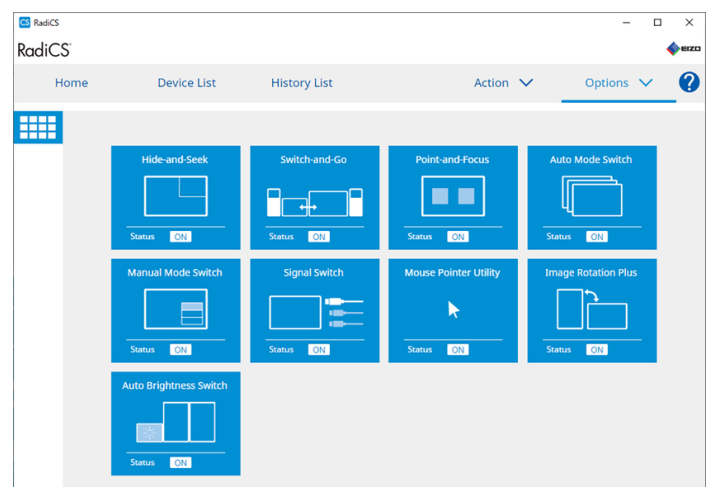 CS RadiCS
RadiCS
EIZO
Home Device List History List Action Options ?
Hide-and-Seek Switch-and-Go Point-and-Focus Auto Mode Switch
Status ON Status ON Status ON Status ON
Manual Mode Switch Signal Switch Mouse Pointer Utility Image Rotation Plus
Status ON Status ON Status ON Status ON
Auto Brightness Switch
Status ON